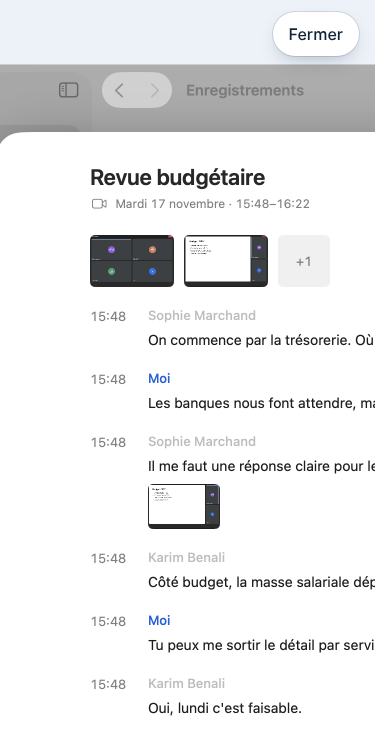 Fermer
Enregistrements
Revue budgétaire
Mardi 17 novembre · 15:48–16:22
+1
15:48 Sophie Marchand
On commence par la trésorerie. Où
15:48 Moi
Les banques nous font attendre, ma
15:48 Sophie Marchand
Il me faut une réponse claire pour le
15:48 Karim Benali
Côté budget, la masse salariale dép
15:48 Moi
Tu peux me sortir le détail par servi
15:48 Karim Benali
Oui, lundi c'est faisable.